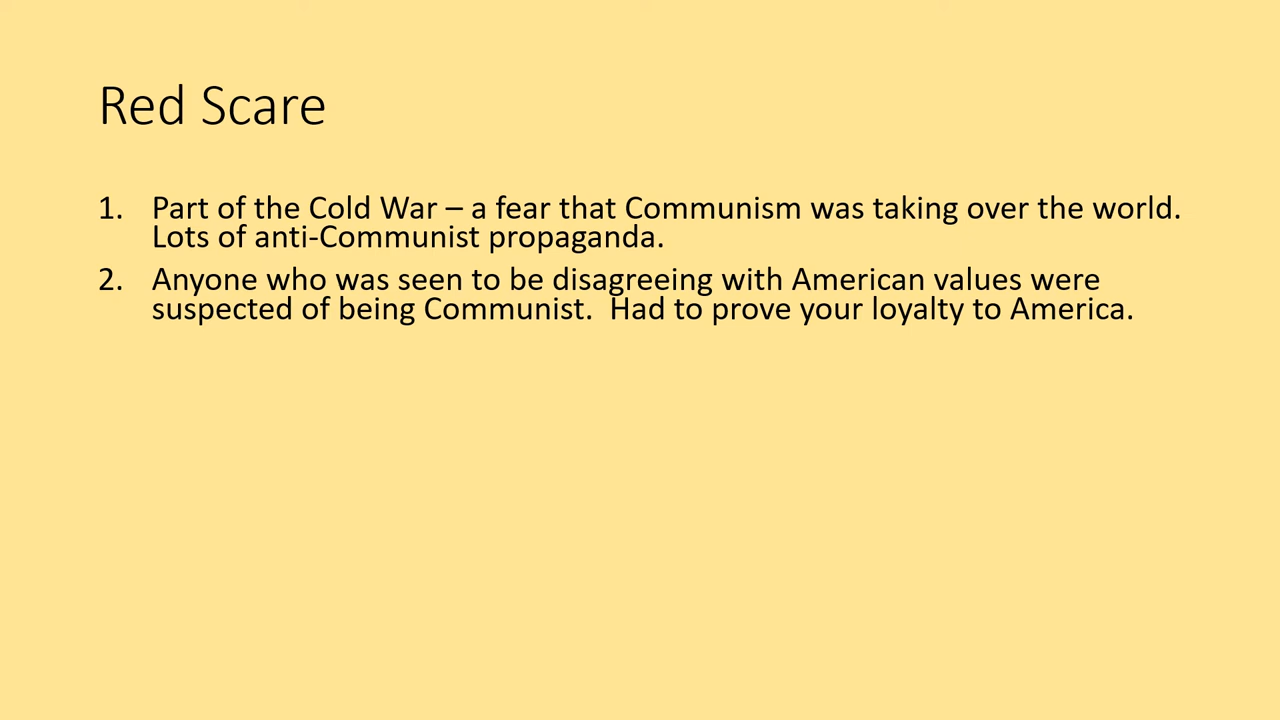 Red Scare
1. Part of the Cold War – a fear that Communism was taking over the world.
Lots of anti-Communist propaganda.
2. Anyone who was seen to be disagreeing with American values were
suspected of being Communist.  Had to prove your loyalty to America.